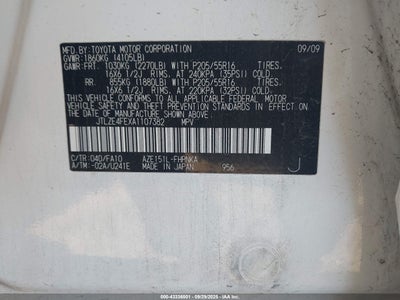 MFD.BY:TOYOTA MOTOR CORPORATION 09/09
GVWR:1860KG (4105LB)
GAWR:FRT. 1030KG (2270LB) WITH P205/55R16 TIRES.
16X6 1/2J RIMS. AT 240KPA (35PSI) COLD.
RR. 855KG (1880LB) WITH P205/55R16 TIRES.
16X6 1/2J RIMS. AT 220KPA (32PSI) COLD.
THIS VEHICLE CONFORMS TO ALL APPLICABLE FEDERAL MOTOR
VEHICLE SAFETY, BUMPER, AND THEFT PREVENTION STANDARDS
IN EFFECT ON THE DATE OF MANUFACTURE SHOWN ABOVE.
JTLZE4FEXA1107382 MPV
C/TR:040/FA10 AZE151L-FHPNKA
A/TM:-02A/U241E MADE IN JAPAN 956 J
000-43338001 - 09/29/2025 - IAAI.COM